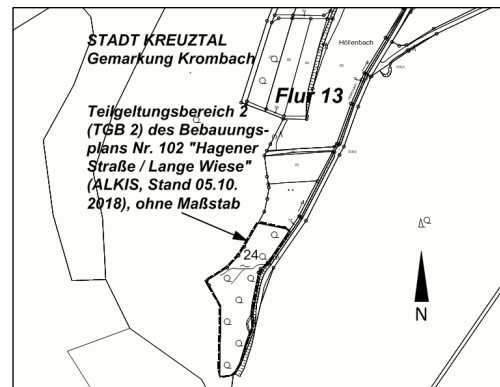 STADT KREUZTAL
Gemarkung Krombach
Höllenbach
Flur 13
Teilgeltungsbereich 2
(TGB 2) des Bebauungs-
plans Nr. 102 "Hagener
Straße / Lange Wiese"
(ALKIS, Stand 05.10.
2018), ohne Maßstab
24
N